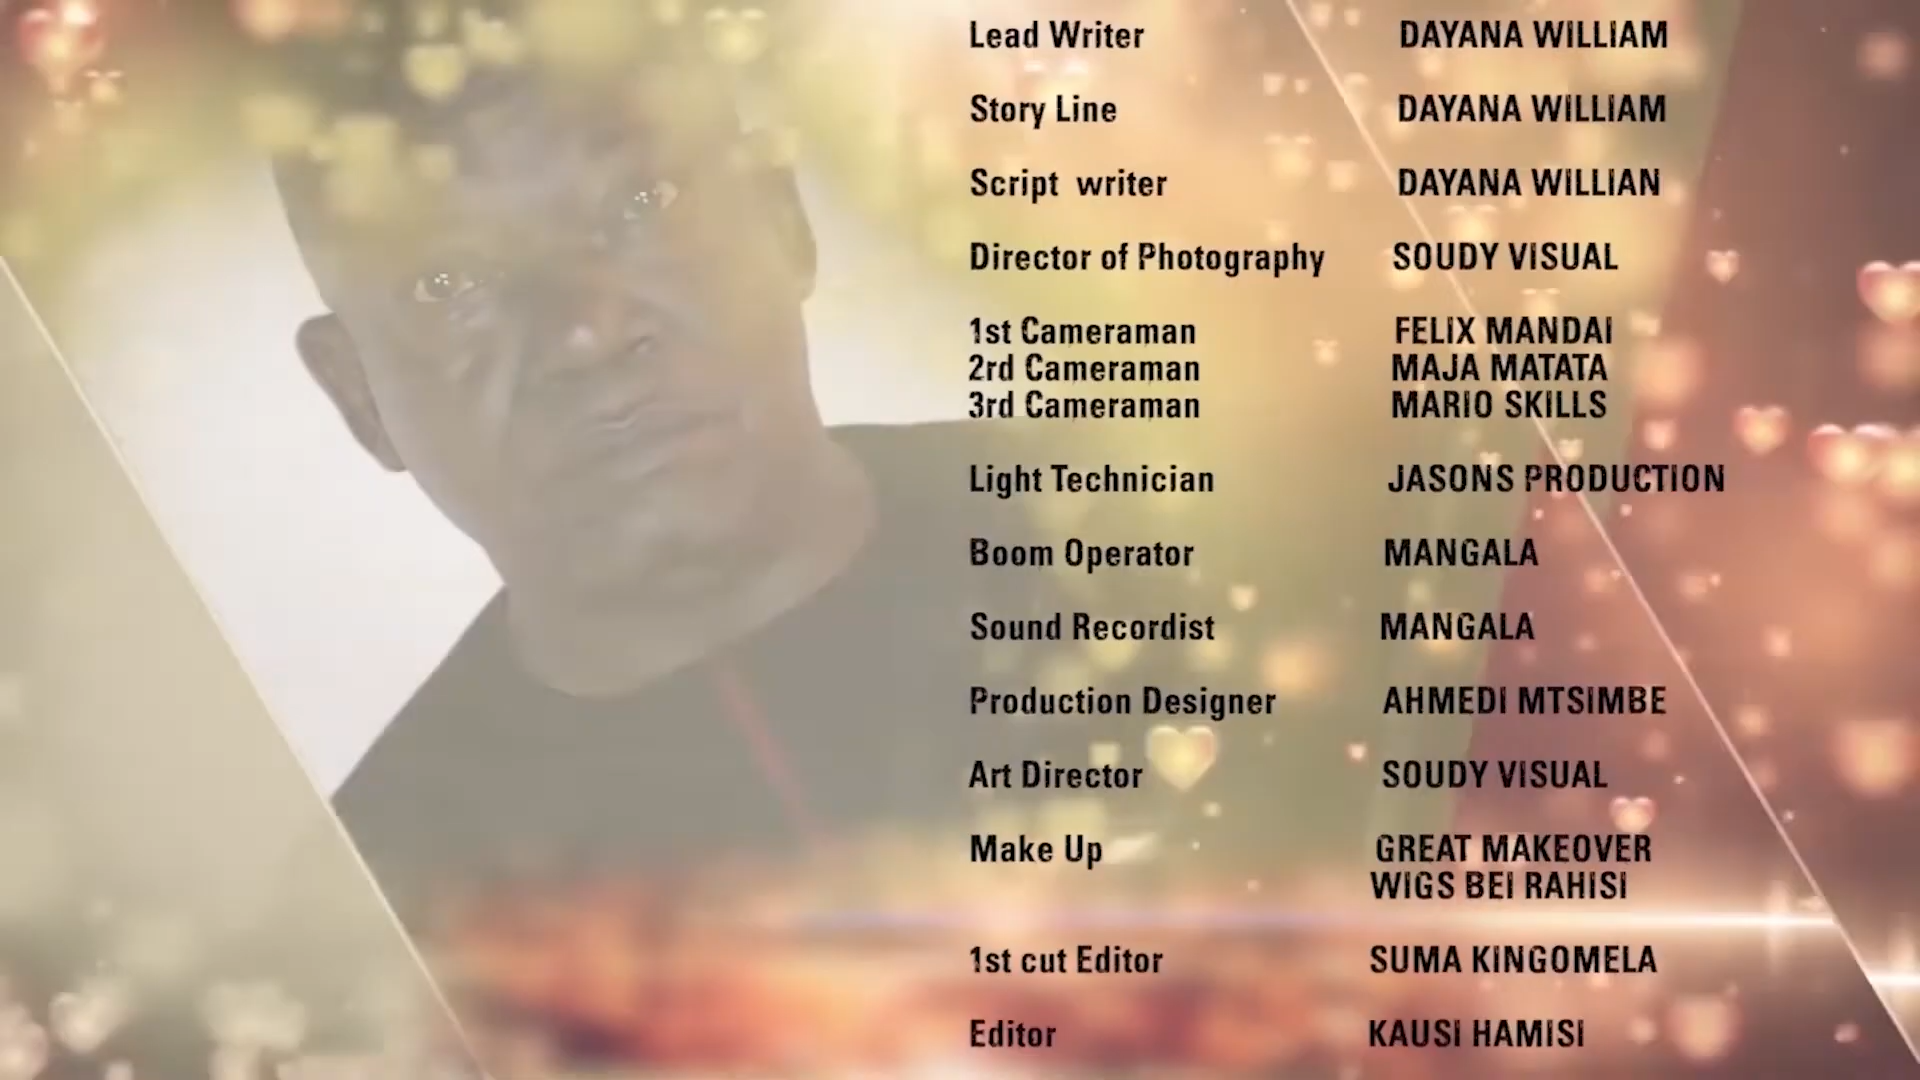 Lead Writer DAYANA WILLIAM
Story Line DAYANA WILLIAM
Script writer DAYANA WILLIAN
Director of Photography SOUDY VISUAL
1st Cameraman FELIX MANDAI
2rd Cameraman MAJA MATATA
3rd Cameraman MARIO SKILLS
Light Technician JASONS PRODUCTION
Boom Operator MANGALA
Sound Recordist MANGALA
Production Designer AHMEDI MTSIMBE
Art Director SOUDY VISUAL
Make Up GREAT MAKEOVER
WIGS BEI RAHISI
1st cut Editor SUMA KINGOMELA
Editor KAUSI HAMISI